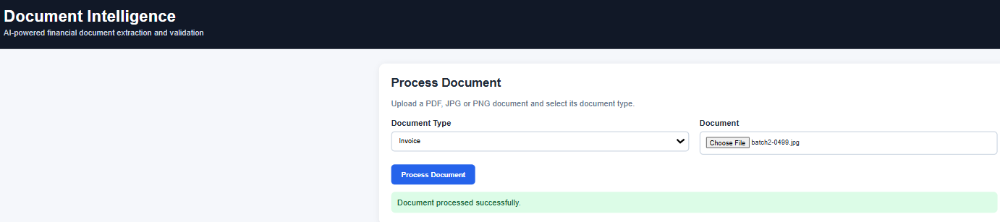 Document Intelligence
AI-powered financial document extraction and validation
Process Document
Upload a PDF, JPG or PNG document and select its document type.
Document Type
Invoice
Document
Choose File batch2-0499.jpg
Process Document
Document processed successfully.